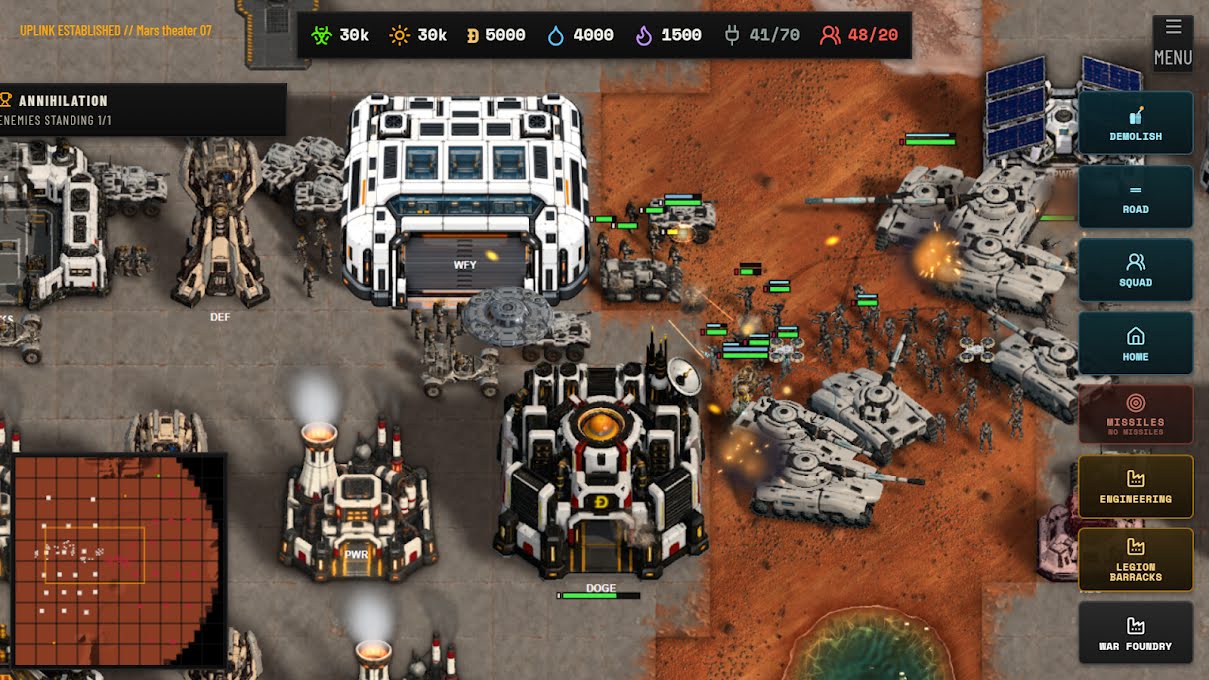 UPLINK ESTABLISHED // Mars theater 07
30k 30k 5000 4000 1500 41/70 48/20
MENU
ANNIHILATION
ENEMIES STANDING 1/1
DEMOLISH
ROAD
SQUAD
HOME
MISSILES
NO MISSILES
ENGINEERING
LEGION
BARRACKS
WAR FOUNDRY
WFY
DEF
PWR
DOGE